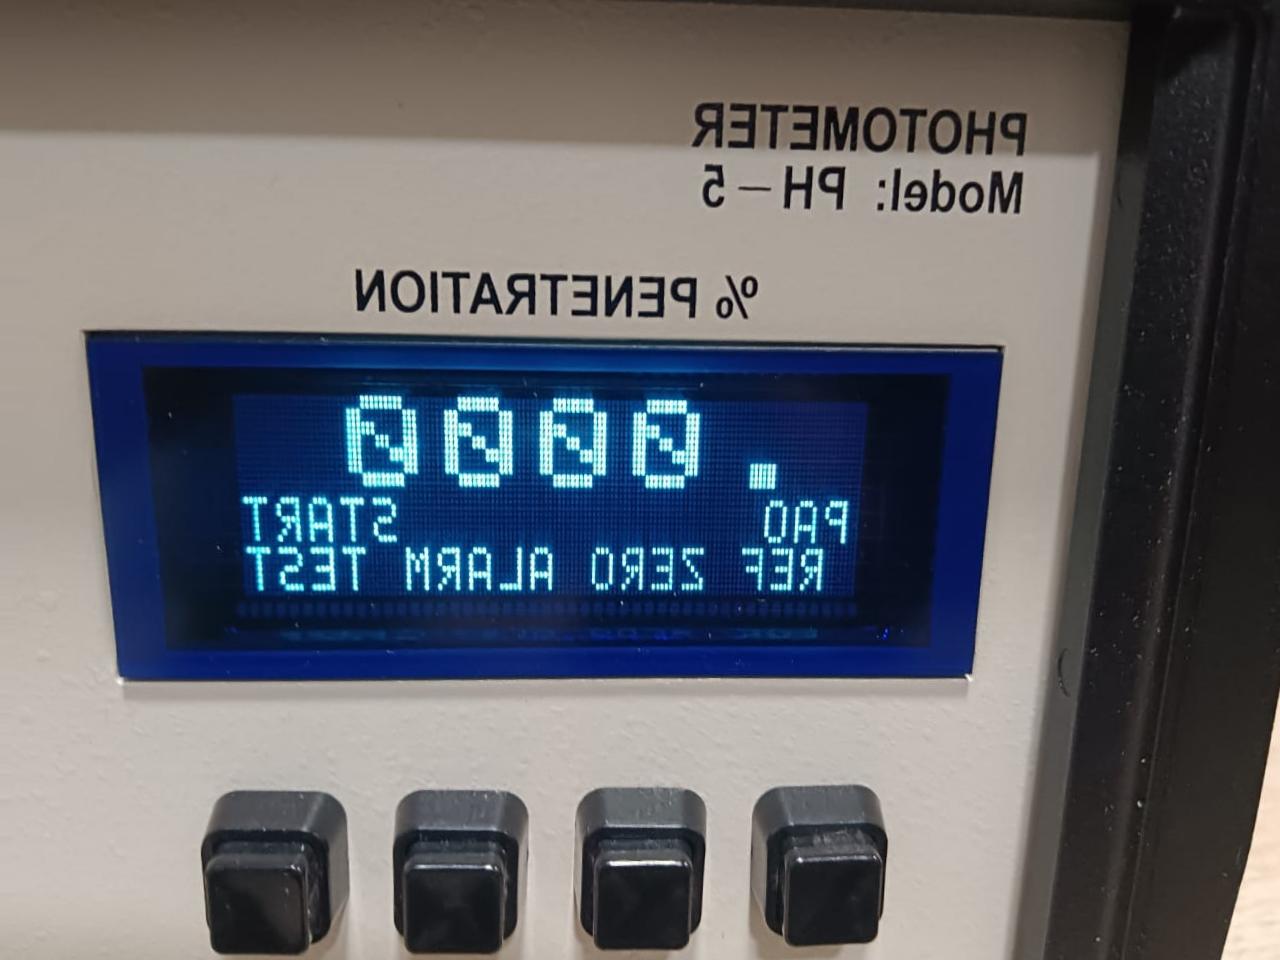 PHOTOMETER
Model: PH-5
% PENETRATION
.0000
PAO START
REF ZERO ALARM TEST